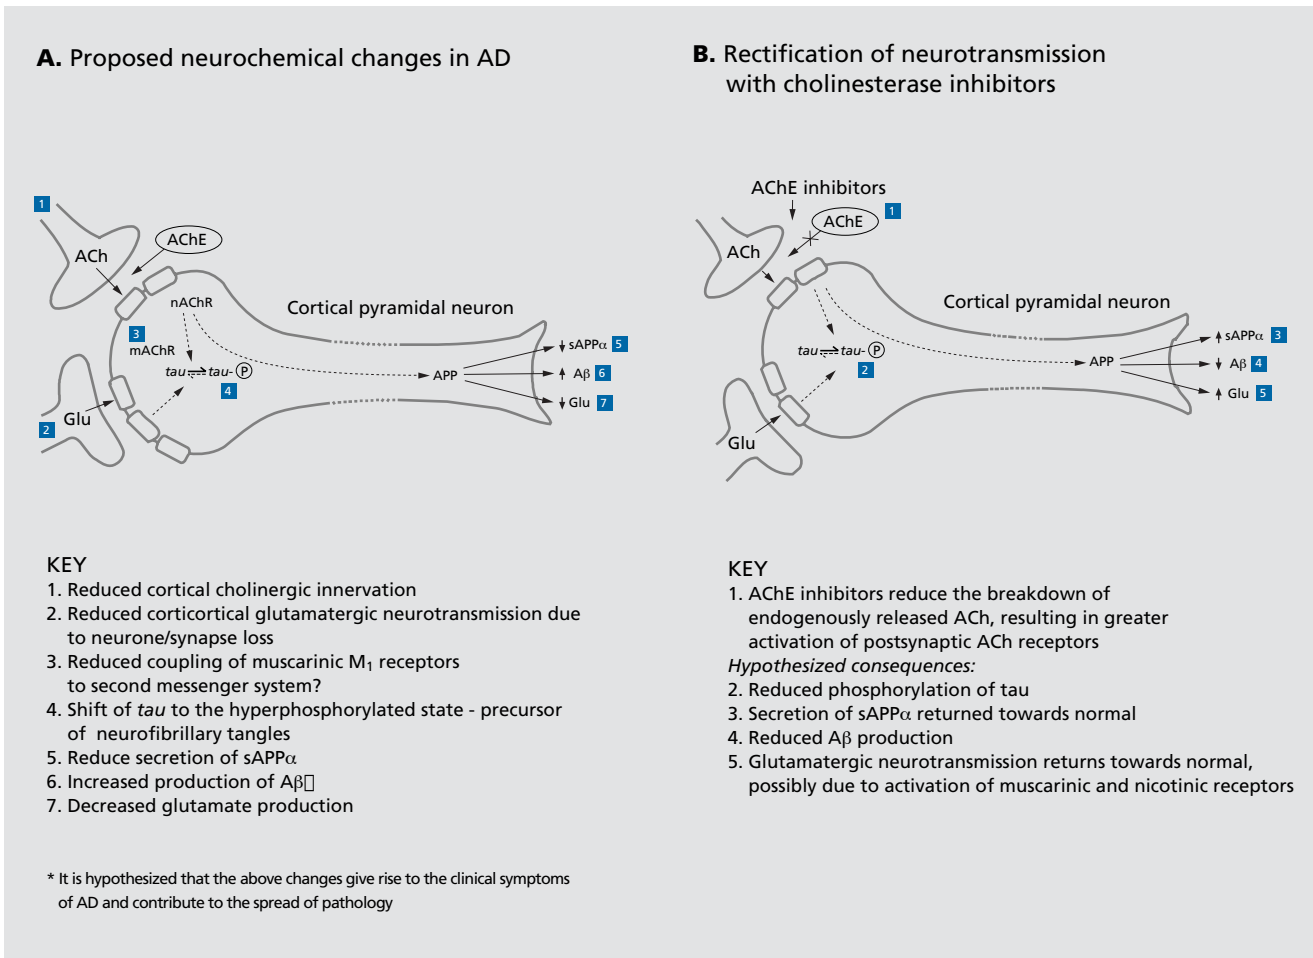 A. Proposed neurochemical changes in AD
1
ACh
AChE
nAChR
3
mAChR
tau ⇌ tau- P
4
Glu
2
Cortical pyramidal neuron
APP
↓ sAPPα 5
↑ Aβ 6
↓ Glu 7
KEY
1. Reduced cortical cholinergic innervation
2. Reduced corticortical glutamatergic neurotransmission due
to neurone/synapse loss
3. Reduced coupling of muscarinic M₁ receptors
to second messenger system?
4. Shift of tau to the hyperphosphorylated state - precursor
of neurofibrillary tangles
5. Reduce secretion of sAPPα
6. Increased production of Aβ▯
7. Decreased glutamate production
* It is hypothesized that the above changes give rise to the clinical symptoms
of AD and contribute to the spread of pathology
B. Rectification of neurotransmission
with cholinesterase inhibitors
AChE inhibitors
AChE
1
ACh
Cortical pyramidal neuron
tau ⇌ tau- P
2
Glu
APP
↑ sAPPα 3
↓ Aβ 4
↑ Glu 5
KEY
1. AChE inhibitors reduce the breakdown of
endogenously released ACh, resulting in greater
activation of postsynaptic ACh receptors
Hypothesized consequences:
2. Reduced phosphorylation of tau
3. Secretion of sAPPα returned towards normal
4. Reduced Aβ production
5. Glutamatergic neurotransmission returns towards normal,
possibly due to activation of muscarinic and nicotinic receptors